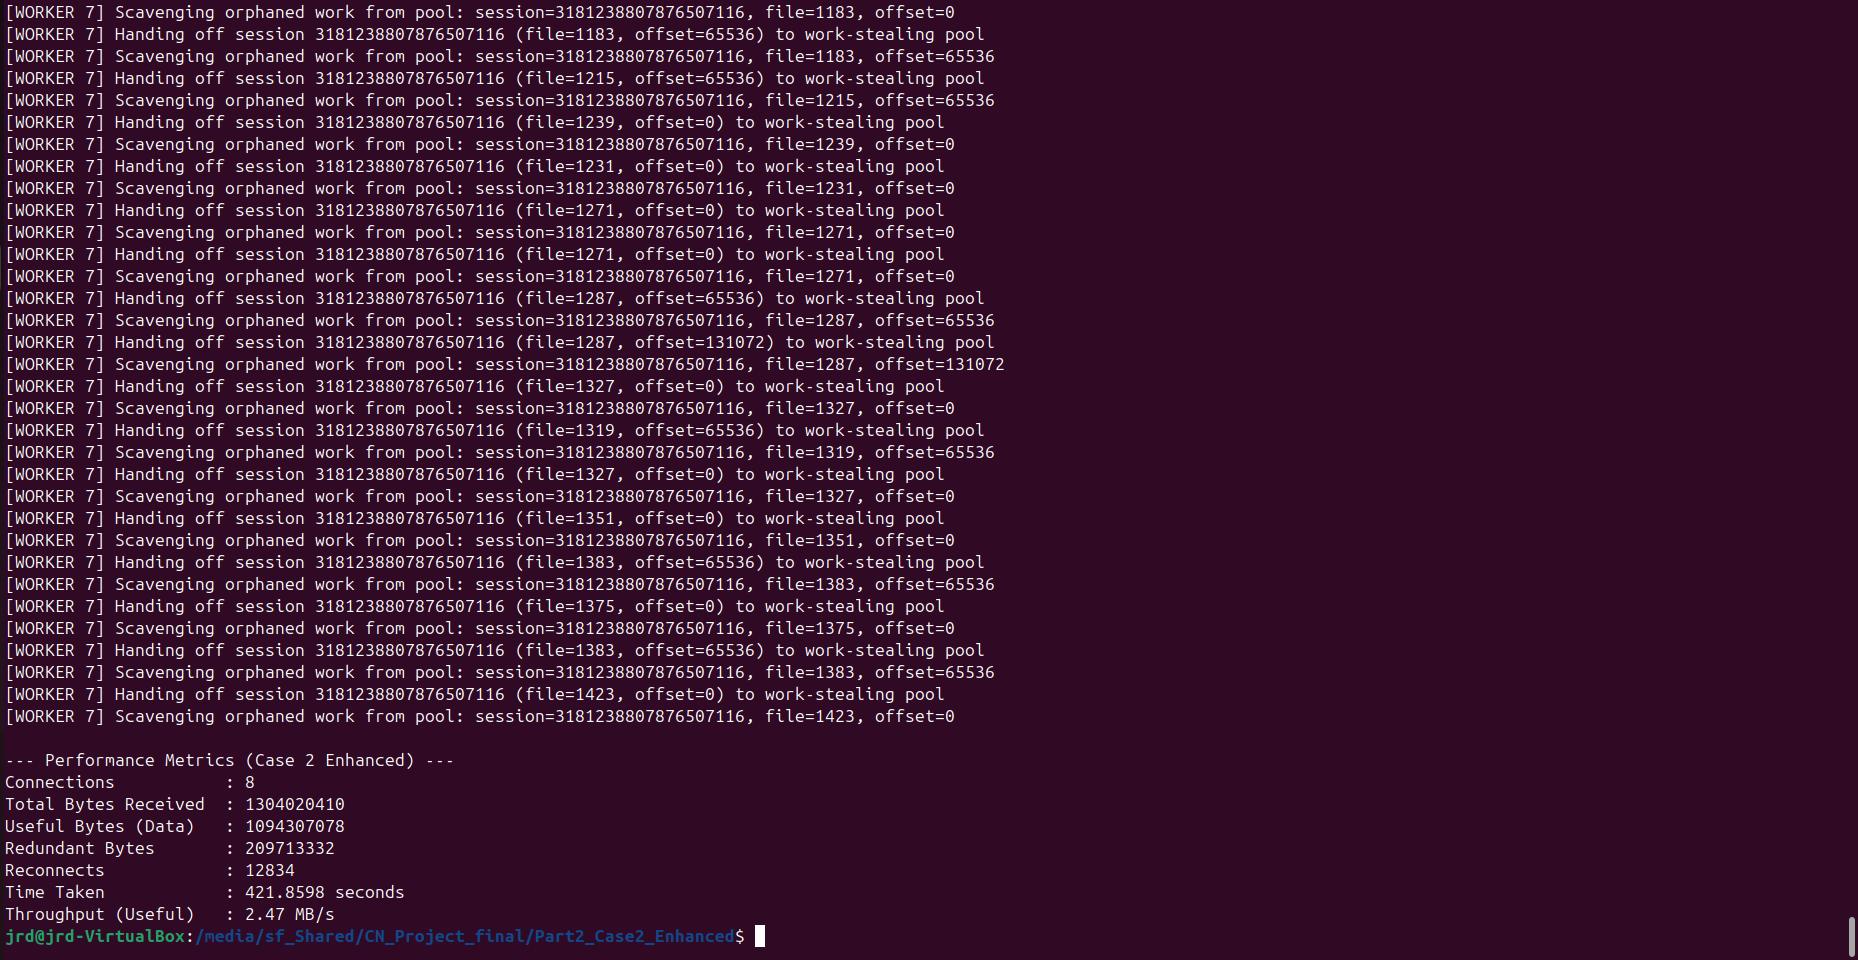 [WORKER 7] Scavenging orphaned work from pool: session=3181238807876507116, file=1183, offset=0
[WORKER 7] Handing off session 3181238807876507116 (file=1183, offset=65536) to work-stealing pool
[WORKER 7] Scavenging orphaned work from pool: session=3181238807876507116, file=1183, offset=65536
[WORKER 7] Handing off session 3181238807876507116 (file=1215, offset=65536) to work-stealing pool
[WORKER 7] Scavenging orphaned work from pool: session=3181238807876507116, file=1215, offset=65536
[WORKER 7] Handing off session 3181238807876507116 (file=1239, offset=0) to work-stealing pool
[WORKER 7] Scavenging orphaned work from pool: session=3181238807876507116, file=1239, offset=0
[WORKER 7] Handing off session 3181238807876507116 (file=1231, offset=0) to work-stealing pool
[WORKER 7] Scavenging orphaned work from pool: session=3181238807876507116, file=1231, offset=0
[WORKER 7] Handing off session 3181238807876507116 (file=1271, offset=0) to work-stealing pool
[WORKER 7] Scavenging orphaned work from pool: session=3181238807876507116, file=1271, offset=0
[WORKER 7] Handing off session 3181238807876507116 (file=1271, offset=0) to work-stealing pool
[WORKER 7] Scavenging orphaned work from pool: session=3181238807876507116, file=1271, offset=0
[WORKER 7] Handing off session 3181238807876507116 (file=1287, offset=65536) to work-stealing pool
[WORKER 7] Scavenging orphaned work from pool: session=3181238807876507116, file=1287, offset=65536
[WORKER 7] Handing off session 3181238807876507116 (file=1287, offset=131072) to work-stealing pool
[WORKER 7] Scavenging orphaned work from pool: session=3181238807876507116, file=1287, offset=131072
[WORKER 7] Handing off session 3181238807876507116 (file=1327, offset=0) to work-stealing pool
[WORKER 7] Scavenging orphaned work from pool: session=3181238807876507116, file=1327, offset=0
[WORKER 7] Handing off session 3181238807876507116 (file=1319, offset=65536) to work-stealing pool
[WORKER 7] Scavenging orphaned work from pool: session=3181238807876507116, file=1319, offset=65536
[WORKER 7] Handing off session 3181238807876507116 (file=1327, offset=0) to work-stealing pool
[WORKER 7] Scavenging orphaned work from pool: session=3181238807876507116, file=1327, offset=0
[WORKER 7] Handing off session 3181238807876507116 (file=1351, offset=0) to work-stealing pool
[WORKER 7] Scavenging orphaned work from pool: session=3181238807876507116, file=1351, offset=0
[WORKER 7] Handing off session 3181238807876507116 (file=1383, offset=65536) to work-stealing pool
[WORKER 7] Scavenging orphaned work from pool: session=3181238807876507116, file=1383, offset=65536
[WORKER 7] Handing off session 3181238807876507116 (file=1375, offset=0) to work-stealing pool
[WORKER 7] Scavenging orphaned work from pool: session=3181238807876507116, file=1375, offset=0
[WORKER 7] Handing off session 3181238807876507116 (file=1383, offset=65536) to work-stealing pool
[WORKER 7] Scavenging orphaned work from pool: session=3181238807876507116, file=1383, offset=65536
[WORKER 7] Handing off session 3181238807876507116 (file=1423, offset=0) to work-stealing pool
[WORKER 7] Scavenging orphaned work from pool: session=3181238807876507116, file=1423, offset=0
--- Performance Metrics (Case 2 Enhanced) ---
Connections           : 8
Total Bytes Received  : 1304020410
Useful Bytes (Data)   : 1094307078
Redundant Bytes       : 209713332
Reconnects            : 12834
Time Taken            : 421.8598 seconds
Throughput (Useful)   : 2.47 MB/s
jrd@jrd-VirtualBox:/media/sf_Shared/CN_Project_final/Part2_Case2_Enhanced$